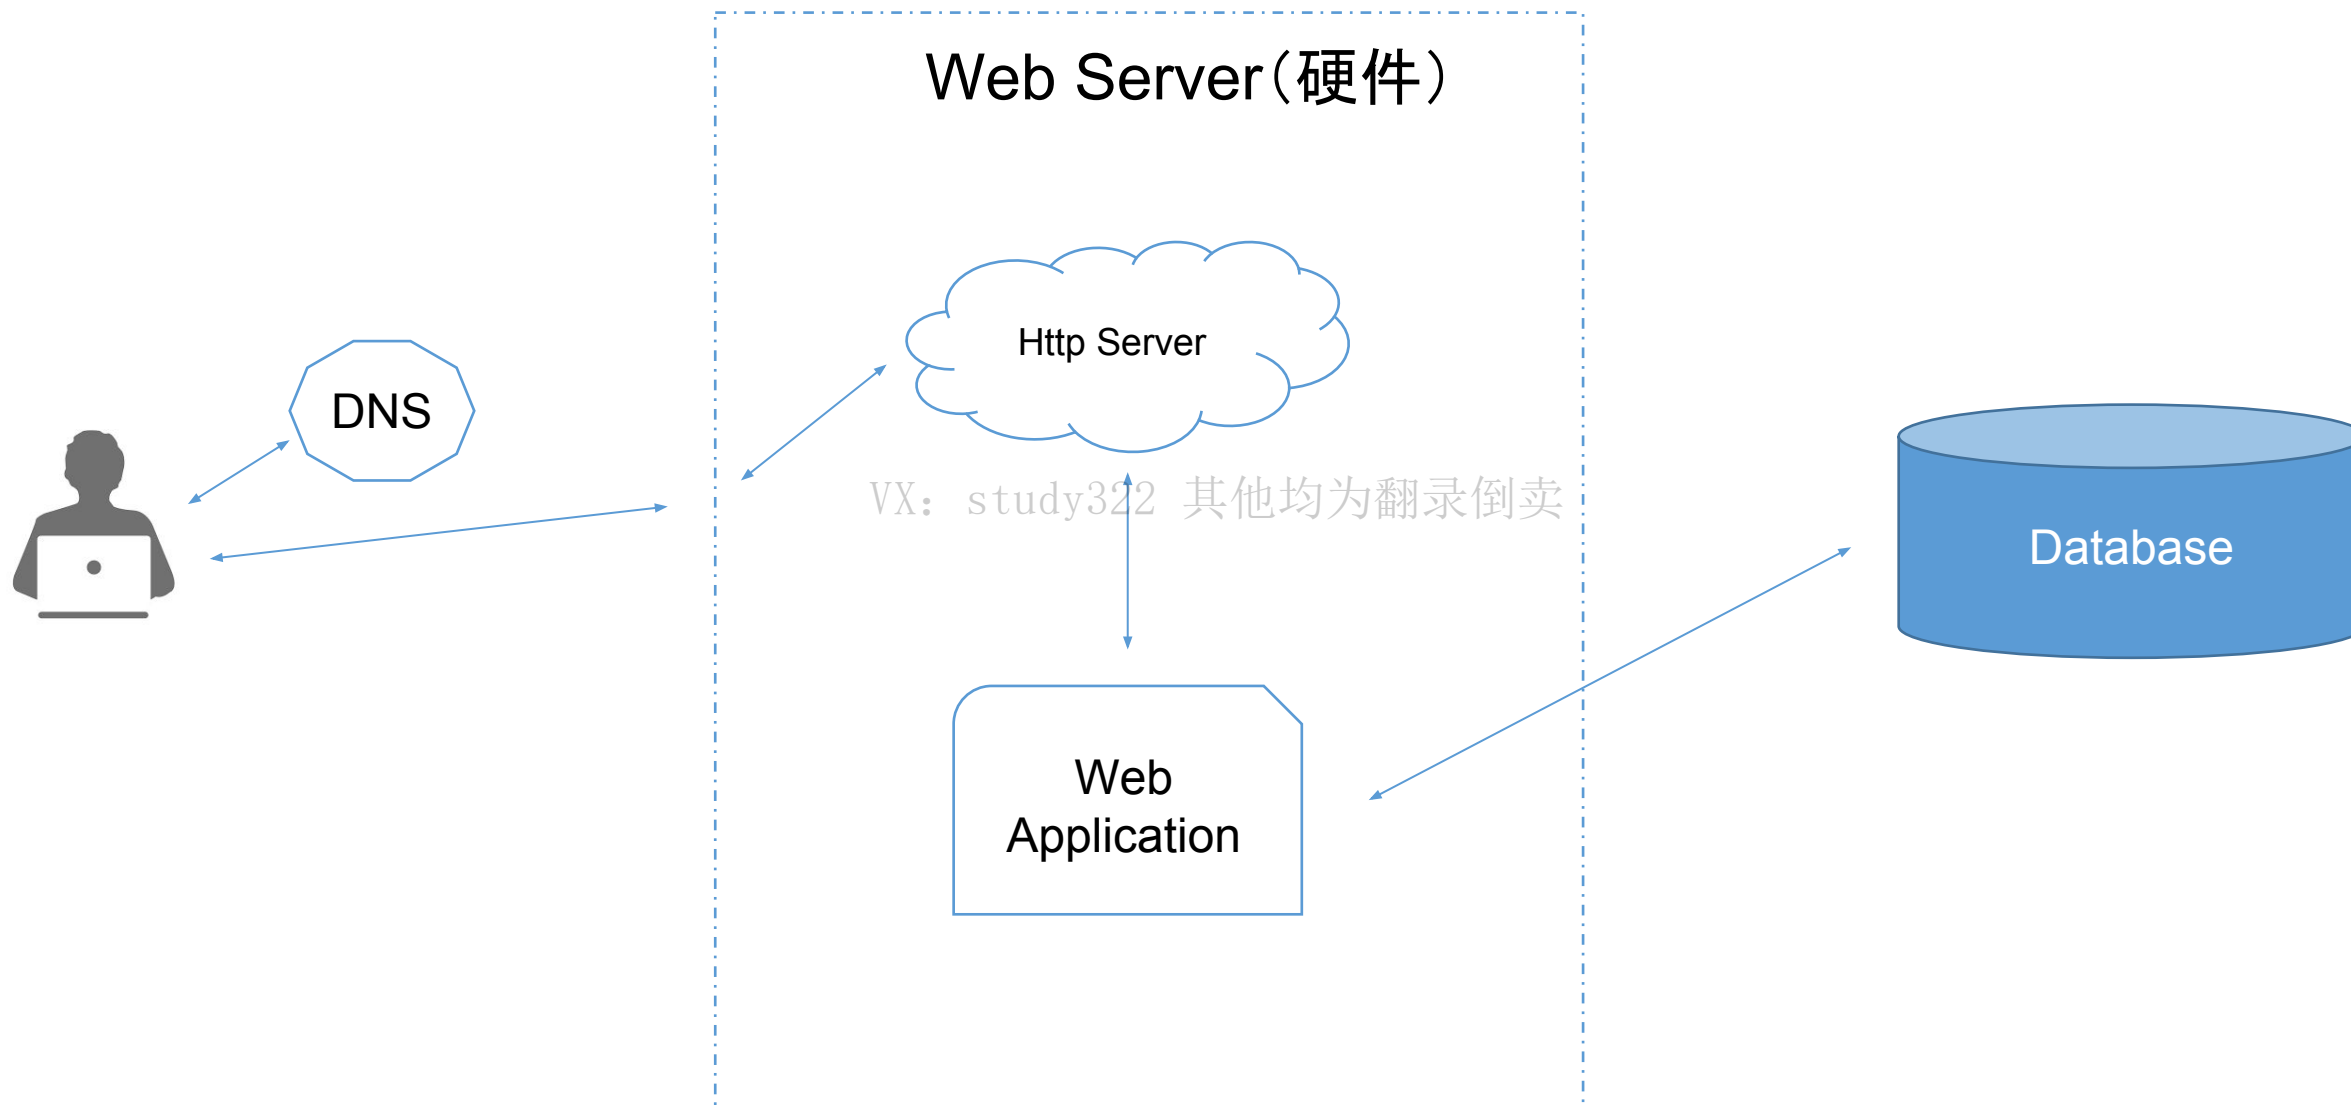 Web Server（硬件）
Http Server
DNS
VX: study322 其他均为翻录倒卖
Database
Web
Application